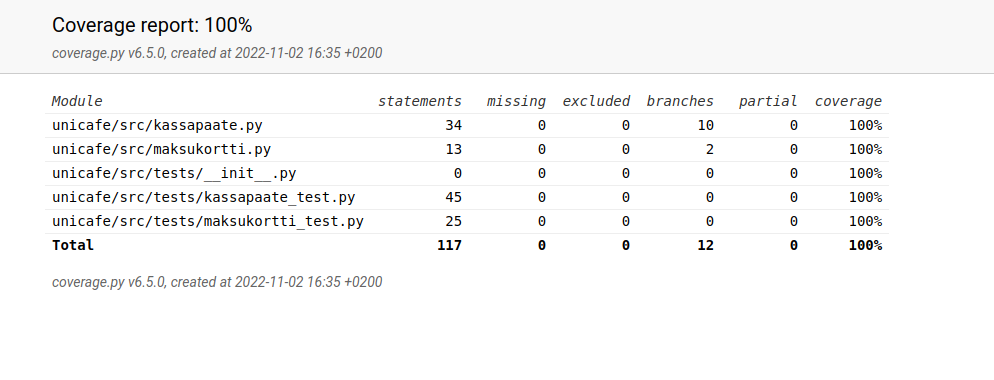 Coverage report: 100%
coverage.py v6.5.0, created at 2022-11-02 16:35 +0200
Module statements missing excluded branches partial coverage
unicafe/src/kassapaate.py 34 0 0 10 0 100%
unicafe/src/maksukortti.py 13 0 0 2 0 100%
unicafe/src/tests/__init__.py 0 0 0 0 0 100%
unicafe/src/tests/kassapaate_test.py 45 0 0 0 0 100%
unicafe/src/tests/maksukortti_test.py 25 0 0 0 0 100%
Total 117 0 0 12 0 100%
coverage.py v6.5.0, created at 2022-11-02 16:35 +0200